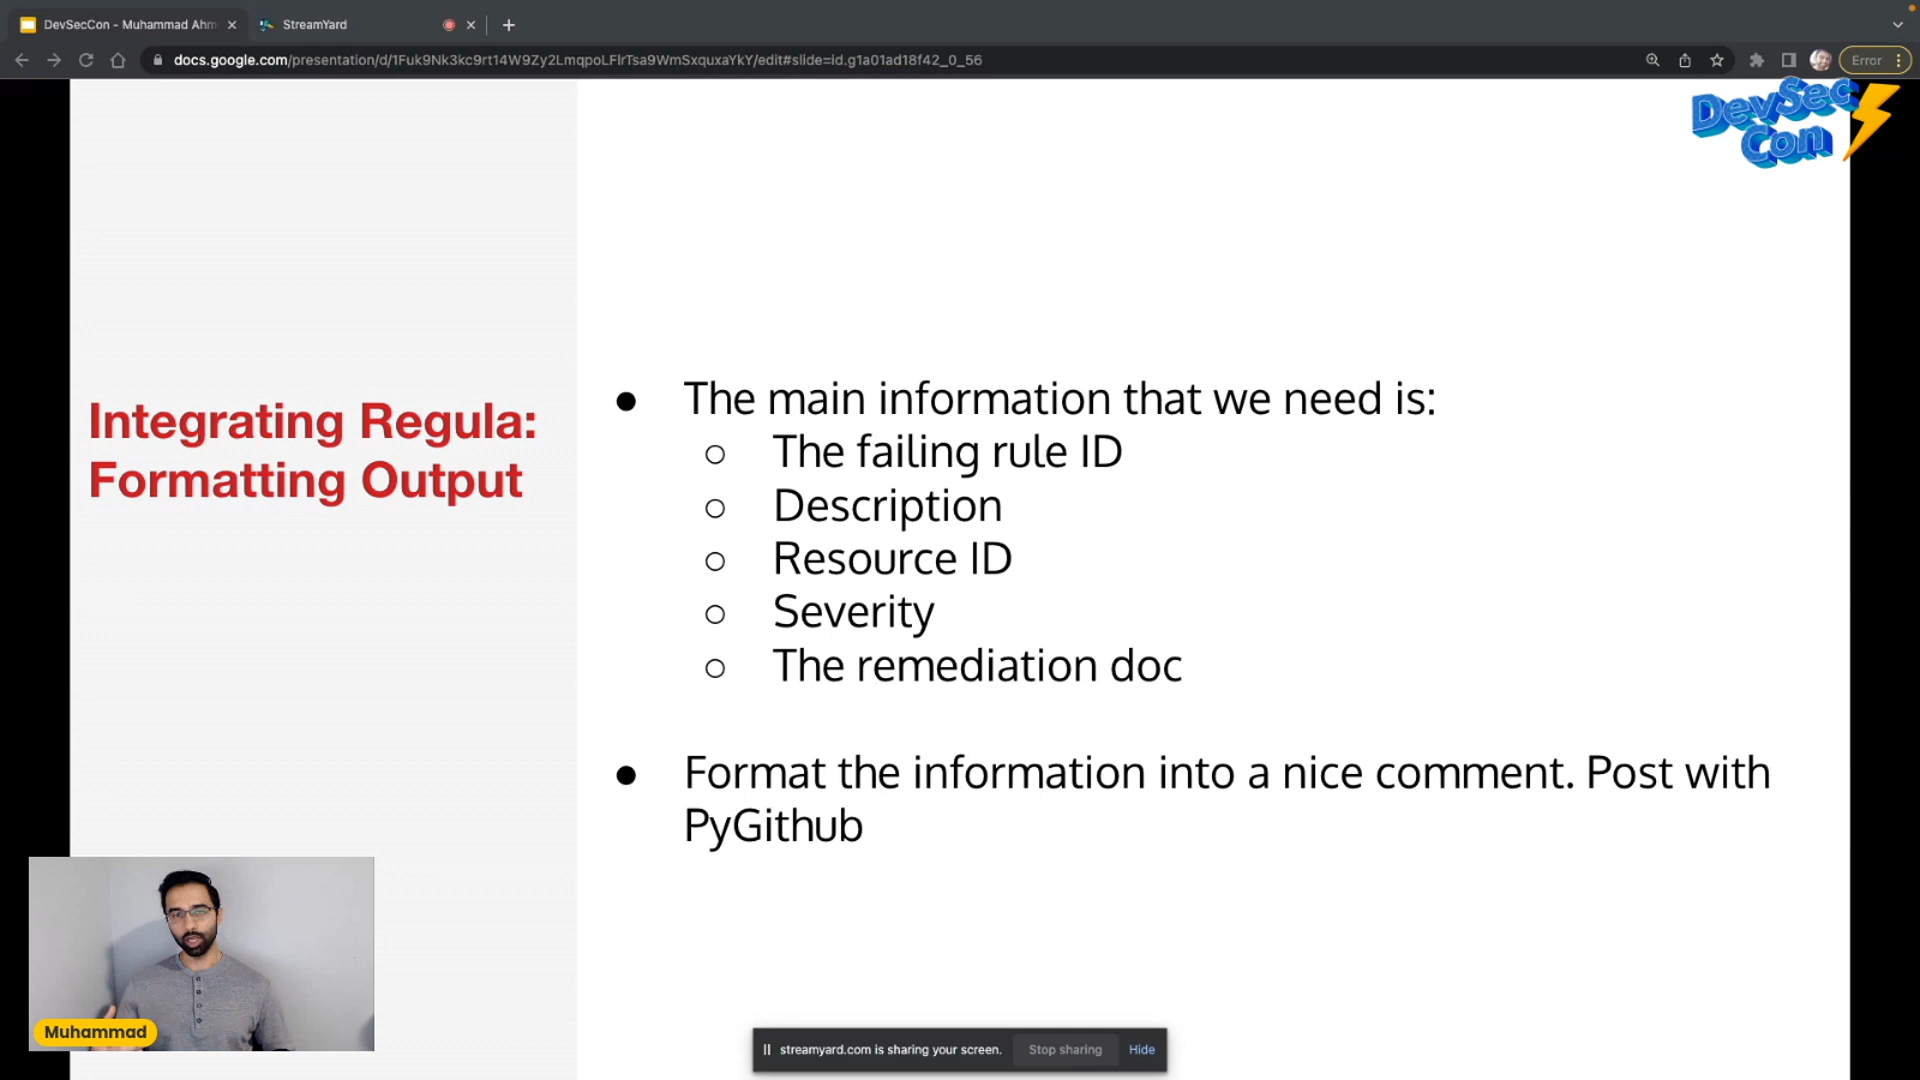 DevSecCon - Muhammad Ahm
StreamYard
docs.google.com/presentation/d/1Fuk9Nk3kc9rt14W9Zy2LmqpoLFlrTsa9WmSxquxaYkY/edit#slide=id.g1a01ad18f42_0_56
Error
DevSec
Con
Integrating Regula:
Formatting Output
● The main information that we need is:
○ The failing rule ID
○ Description
○ Resource ID
○ Severity
○ The remediation doc
● Format the information into a nice comment. Post with
PyGithub
Muhammad
streamyard.com is sharing your screen. Stop sharing Hide